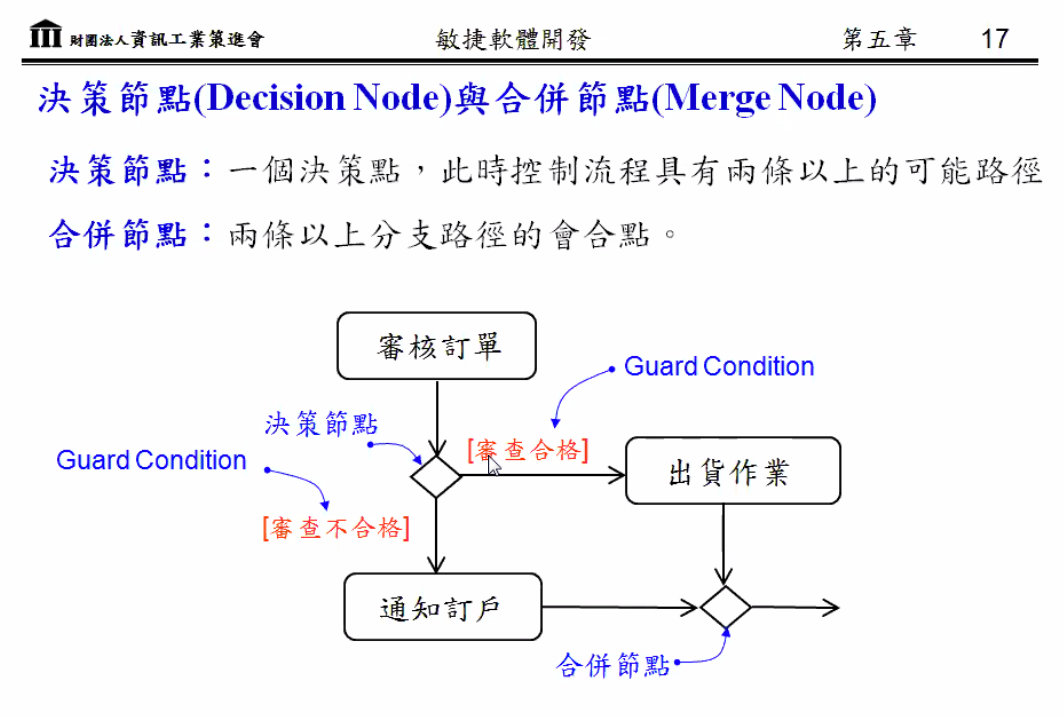 財團法人資訊工業策進會 敏捷軟體開發 第五章 17
決策節點(Decision Node)與合併節點(Merge Node)
決策節點：一個決策點，此時控制流程具有兩條以上的可能路徑
合併節點：兩條以上分支路徑的會合點。
審核訂單
Guard Condition
決策節點
[審查合格]
Guard Condition
出貨作業
[審查不合格]
通知訂戶
合併節點